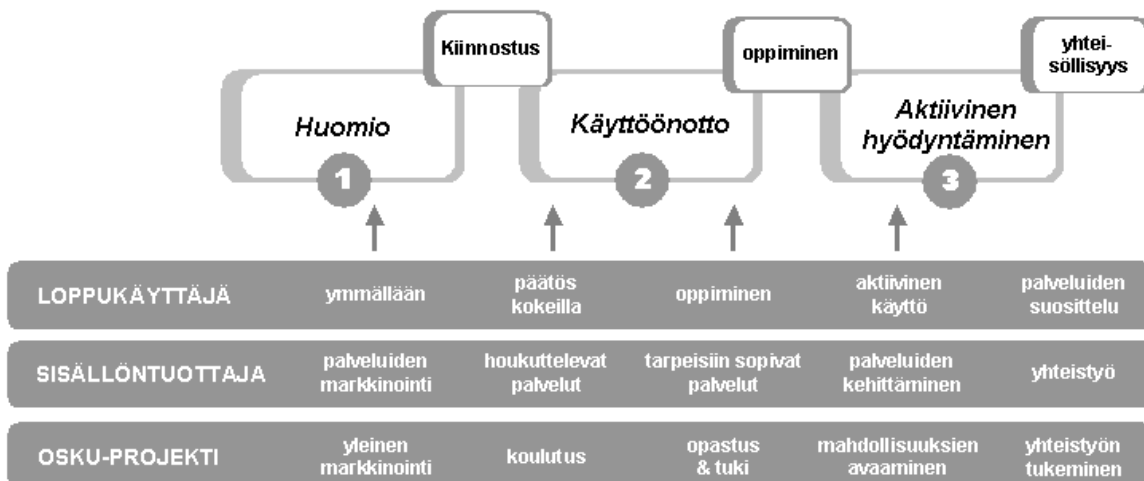 Kiinnostus
oppiminen
yhtei-
söllisyys
Huomio
Käyttöönotto
Aktiivinen
hyödyntäminen
1
2
3
LOPPUKÄYTTÄJÄ
ymmällään
päätös
kokeilla
oppiminen
aktiivinen
käyttö
palveluiden
suosittelu
SISÄLLÖNTUOTTAJA
palveluiden
markkinointi
houkuttelevat
palvelut
tarpeisiin sopivat
palvelut
palveluiden
kehittäminen
yhteistyö
OSKU-PROJEKTI
yleinen
markkinointi
koulutus
opastus
& tuki
mahdollisuuksien
avaaminen
yhteistyön
tukeminen